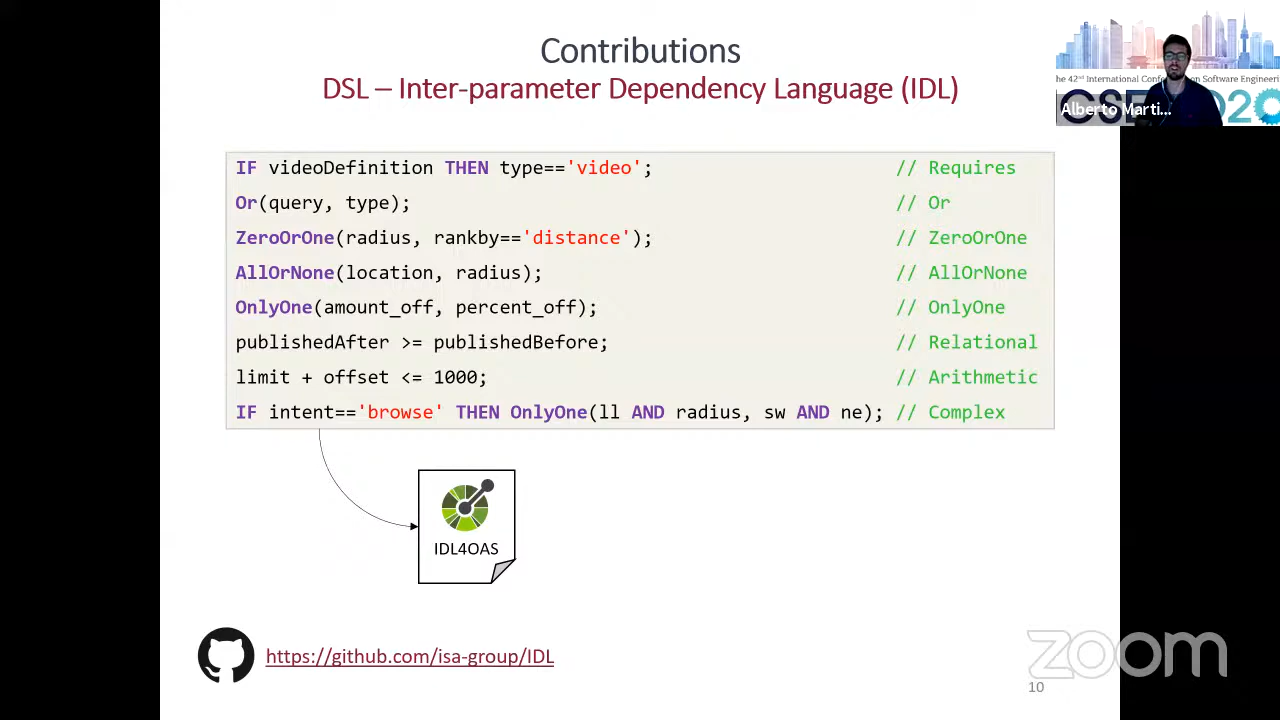 Contributions
DSL – Inter-parameter Dependency Language (IDL)
he 42nd International Confe on Software Enginee
Alberto Marti...
IF videoDefinition THEN type=='video'; // Requires
Or(query, type); // Or
ZeroOrOne(radius, rankby=='distance'); // ZeroOrOne
AllOrNone(location, radius); // AllOrNone
OnlyOne(amount_off, percent_off); // OnlyOne
publishedAfter >= publishedBefore; // Relational
limit + offset <= 1000; // Arithmetic
IF intent=='browse' THEN OnlyOne(ll AND radius, sw AND ne); // Complex
IDL4OAS
https://github.com/isa-group/IDL
zoom
10